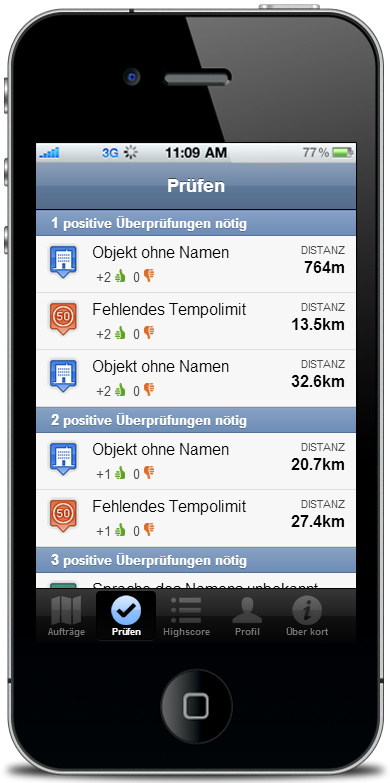 3G 11:09 AM 77%
Prüfen
1 positive Überprüfungen nötig
Objekt ohne Namen DISTANZ
+2 0 764m
50 Fehlendes Tempolimit DISTANZ
+2 0 13.5km
Objekt ohne Namen DISTANZ
+2 0 32.6km
2 positive Überprüfungen nötig
Objekt ohne Namen DISTANZ
+1 0 20.7km
50 Fehlendes Tempolimit DISTANZ
+1 0 27.4km
3 positive Überprüfungen nötig
Sprache des Namens unbekannt
Aufträge Prüfen Highscore Profil Über kort